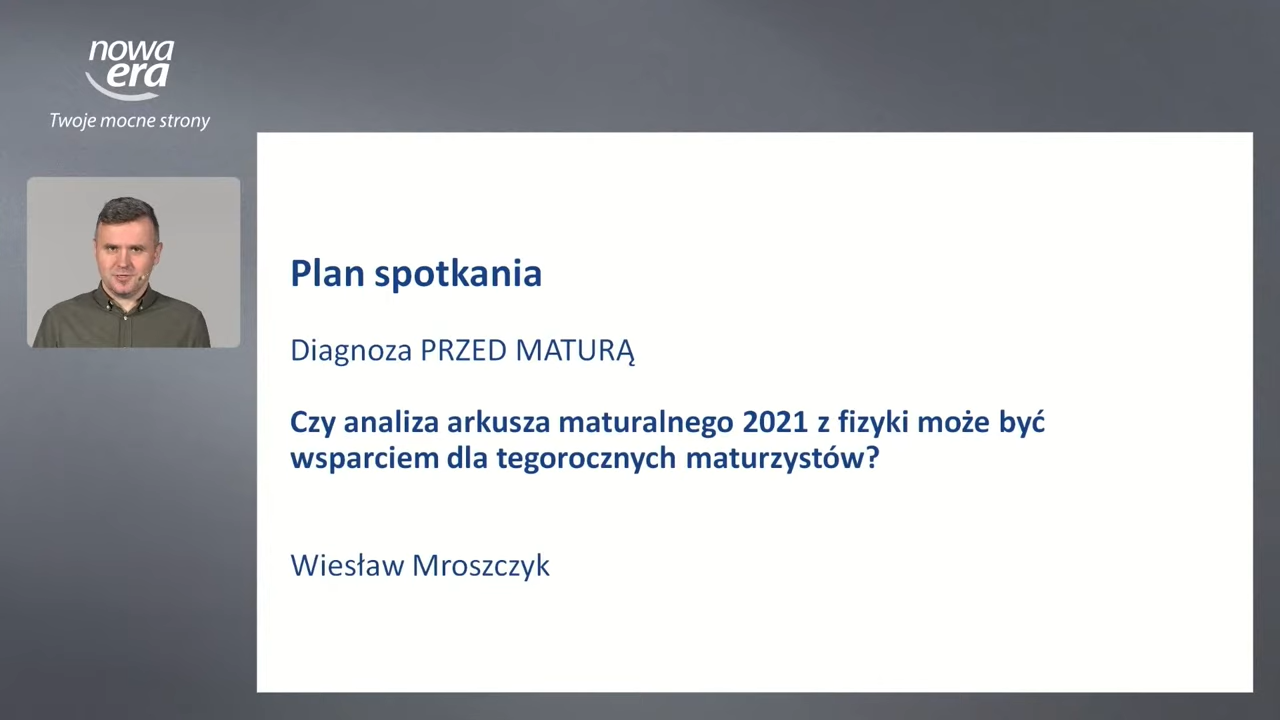 nowa
era
Twoje mocne strony
Plan spotkania
Diagnoza PRZED MATURĄ
Czy analiza arkusza maturalnego 2021 z fizyki może być
wsparciem dla tegorocznych maturzystów?
Wiesław Mroszczyk